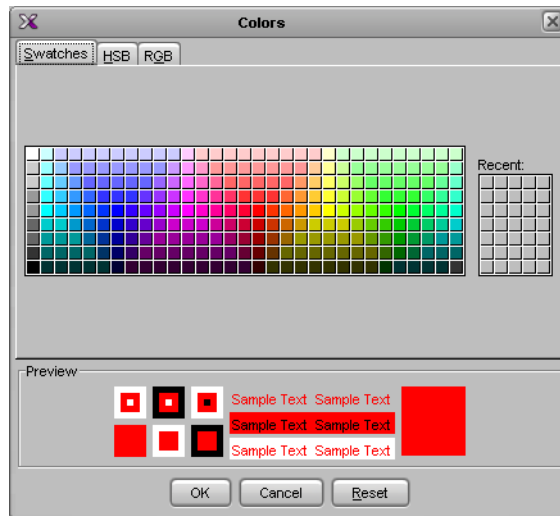 Colors
Swatches HSB RGB
Recent:
Preview
Sample Text Sample Text
Sample Text Sample Text
Sample Text Sample Text
OK Cancel Reset